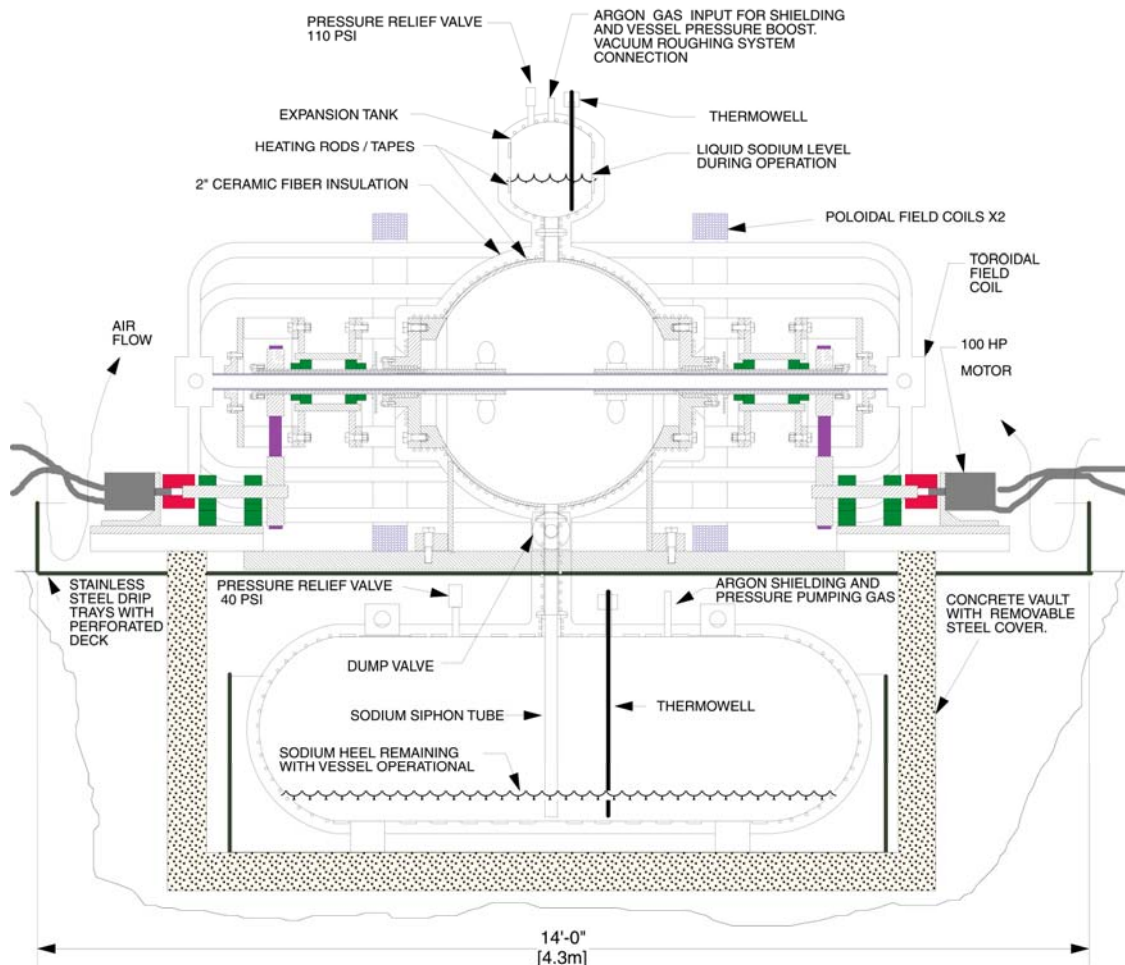 PRESSURE RELIEF VALVE
110 PSI
ARGON GAS INPUT FOR SHIELDING
AND VESSEL PRESSURE BOOST.
VACUUM ROUGHING SYSTEM
CONNECTION
EXPANSION TANK
THERMOWELL
HEATING RODS / TAPES
LIQUID SODIUM LEVEL
DURING OPERATION
2" CERAMIC FIBER INSULATION
POLOIDAL FIELD COILS X2
TOROIDAL
FIELD
COIL
AIR
FLOW
100 HP
MOTOR
STAINLESS
STEEL DRIP
TRAYS WITH
PERFORATED
DECK
PRESSURE RELIEF VALVE
40 PSI
ARGON SHIELDING AND
PRESSURE PUMPING GAS
CONCRETE VAULT
WITH REMOVABLE
STEEL COVER.
DUMP VALVE
SODIUM SIPHON TUBE
THERMOWELL
SODIUM HEEL REMAINING
WITH VESSEL OPERATIONAL
14'-0"
[4.3m]